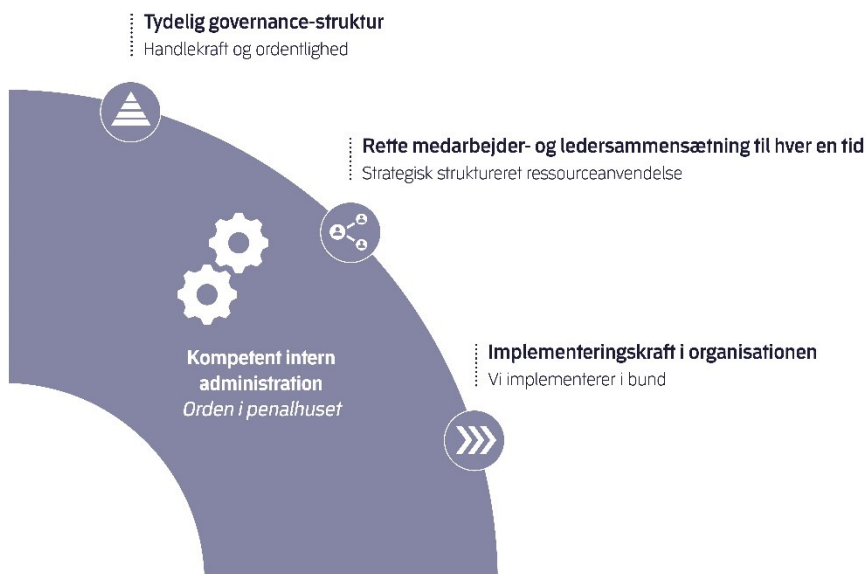 Tydelig governance-struktur
Handlekraft og ordentlighed
Rette medarbejder- og ledersammensætning til hver en tid
Strategisk struktureret ressourceanvendelse
Kompetent intern
administration
Orden i penalhuset
Implementeringskraft i organisationen
Vi implementerer i bund